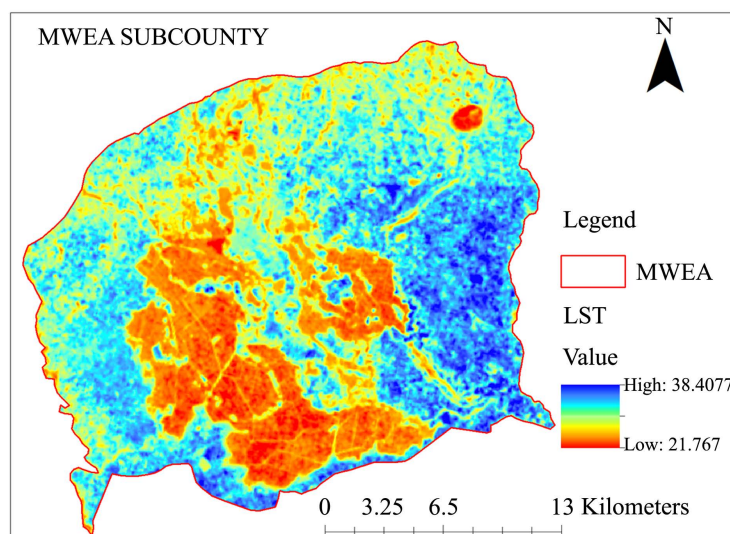 MWEA SUBCOUNTY
N
Legend
MWEA
LST
Value
High: 38.4077
Low: 21.767
0 3.25 6.5 13 Kilometers